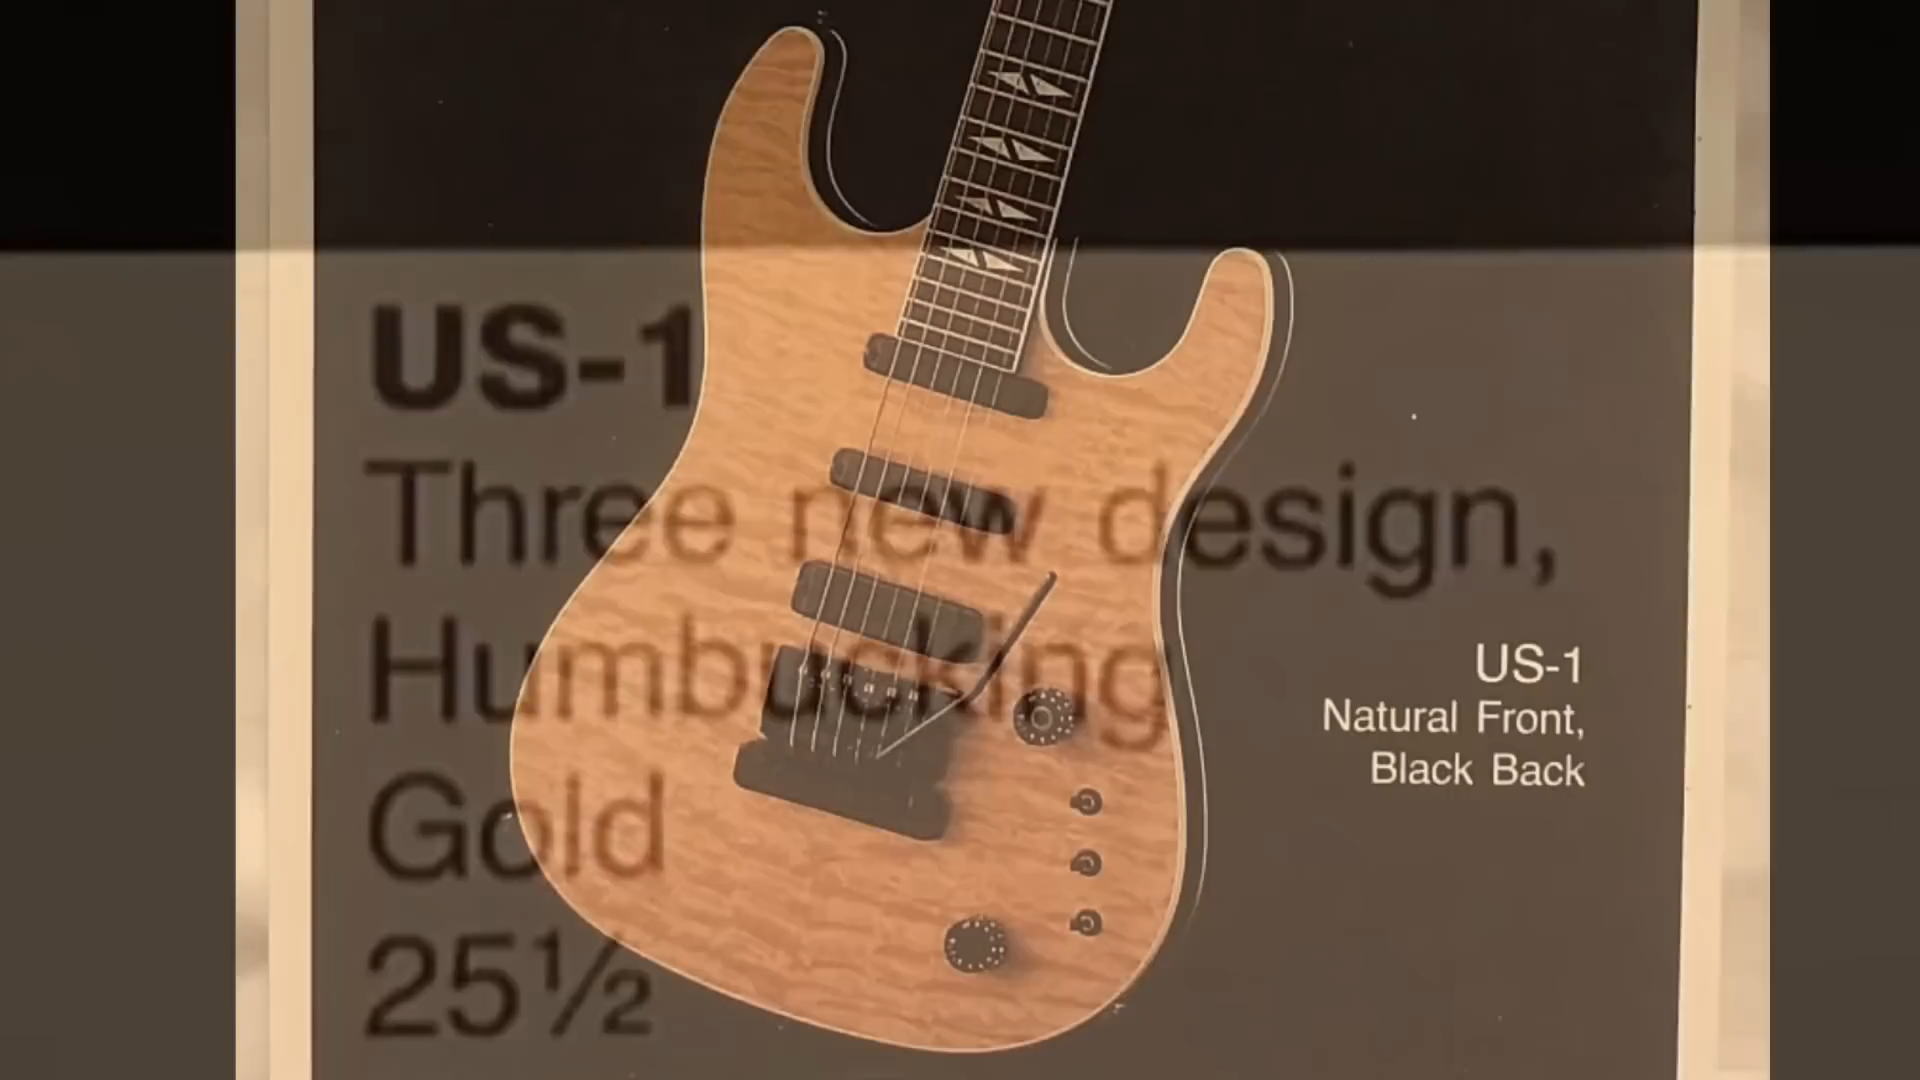 US-1
Three new design,
Humbucking
Gold
25½
US-1
Natural Front,
Black Back